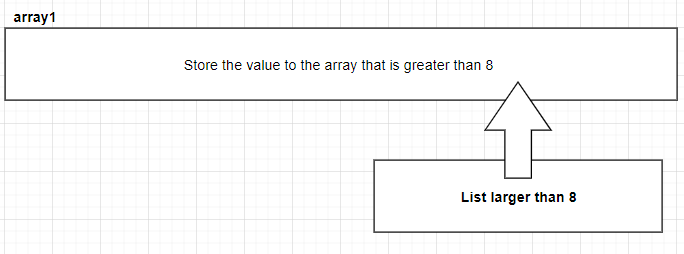 array1
Store the value to the array that is greater than 8
List larger than 8